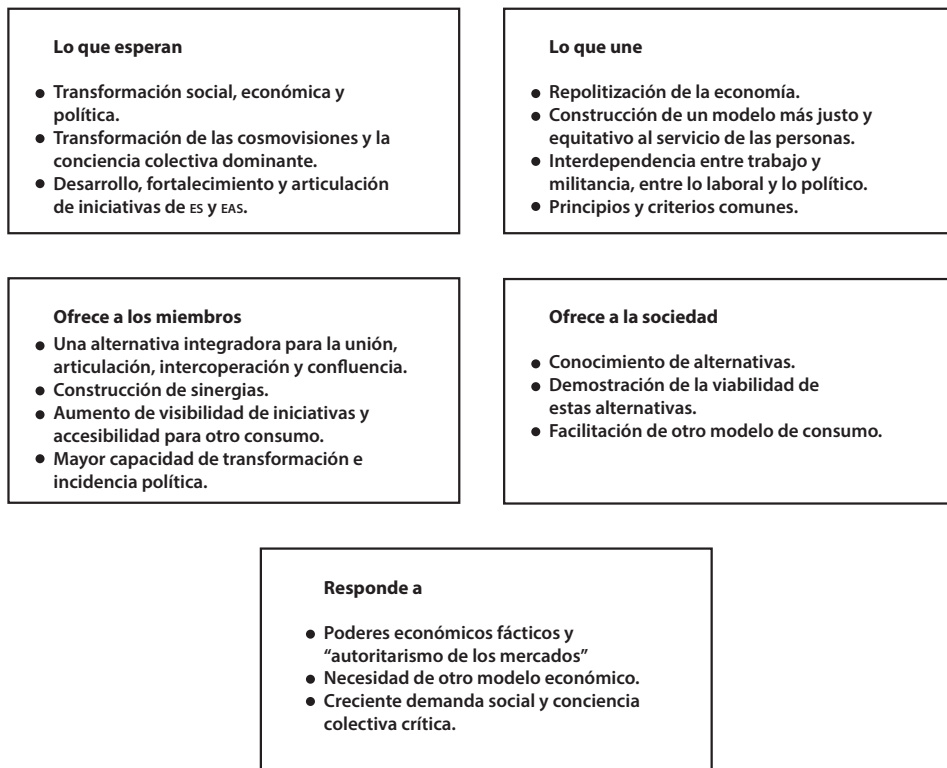 Lo que esperan
● Transformación social, económica y
política.
● Transformación de las cosmovisiones y la
conciencia colectiva dominante.
● Desarrollo, fortalecimiento y articulación
de iniciativas de ES y EAS.
Lo que une
● Repolitización de la economía.
● Construcción de un modelo más justo y
equitativo al servicio de las personas.
● Interdependencia entre trabajo y
militancia, entre lo laboral y lo político.
● Principios y criterios comunes.
Ofrece a los miembros
● Una alternativa integradora para la unión,
articulación, intercoperación y confluencia.
● Construcción de sinergias.
● Aumento de visibilidad de iniciativas y
accesibilidad para otro consumo.
● Mayor capacidad de transformación e
incidencia política.
Ofrece a la sociedad
● Conocimiento de alternativas.
● Demostración de la viabilidad de
estas alternativas.
● Facilitación de otro modelo de consumo.
Responde a
● Poderes económicos fácticos y
“autoritarismo de los mercados”
● Necesidad de otro modelo económico.
● Creciente demanda social y conciencia
colectiva crítica.